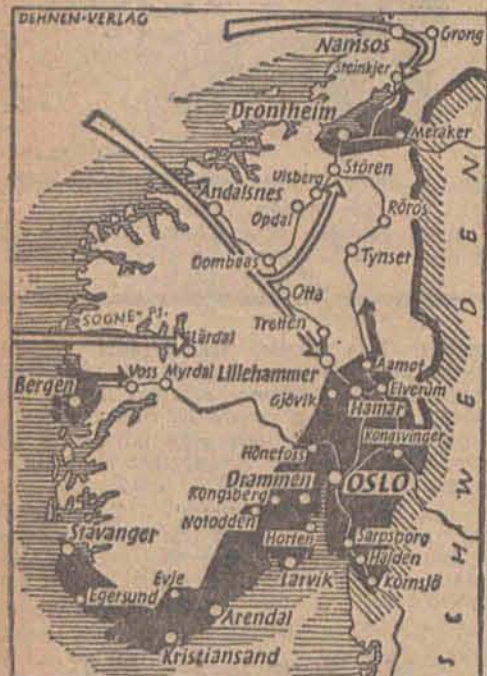 DEHNEN-VERLAG
Namsos
Grong
Steinkjer
Drontheim
Meraker
Stören
Ulsberg
Andalsnes
Opdal
Röros
Dombaas
Tynset
Otta
SOGNE-FJ.
Tretten
Lärdal
Aamot
Bergen
Voss
Myrdal
Lillehammer
Elverum
Gjövik
Hamar
Kongsvinger
Hönefoss
Drammen
OSLO
Kongsberg
Notodden
Horten
Sarpsborg
Stavanger
Halden
Larvik
Kornsjö
Egersund
Evje
Arendal
Kristiansand
SCHWEDEN